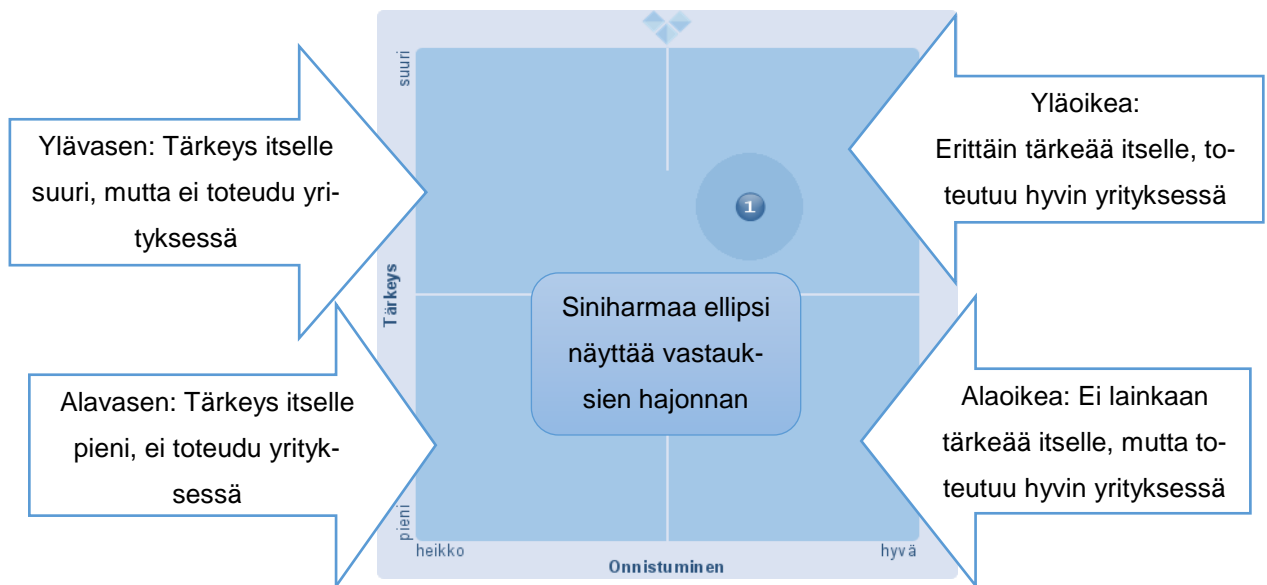 suuri
Ylävasen: Tärkeys itselle
suuri, mutta ei toteudu yri-
tyksessä
Yläoikea:
Erittäin tärkeää itselle, to-
teutuu hyvin yrityksessä
1
Tärkeys
Siniharmaa ellipsi
näyttää vastauk-
sien hajonnan
Alavasen: Tärkeys itselle
pieni, ei toteudu yrityk-
sessä
Alaoikea: Ei lainkaan
tärkeää itselle, mutta to-
teutuu hyvin yrityksessä
pieni
heikko
hyvä
Onnistuminen